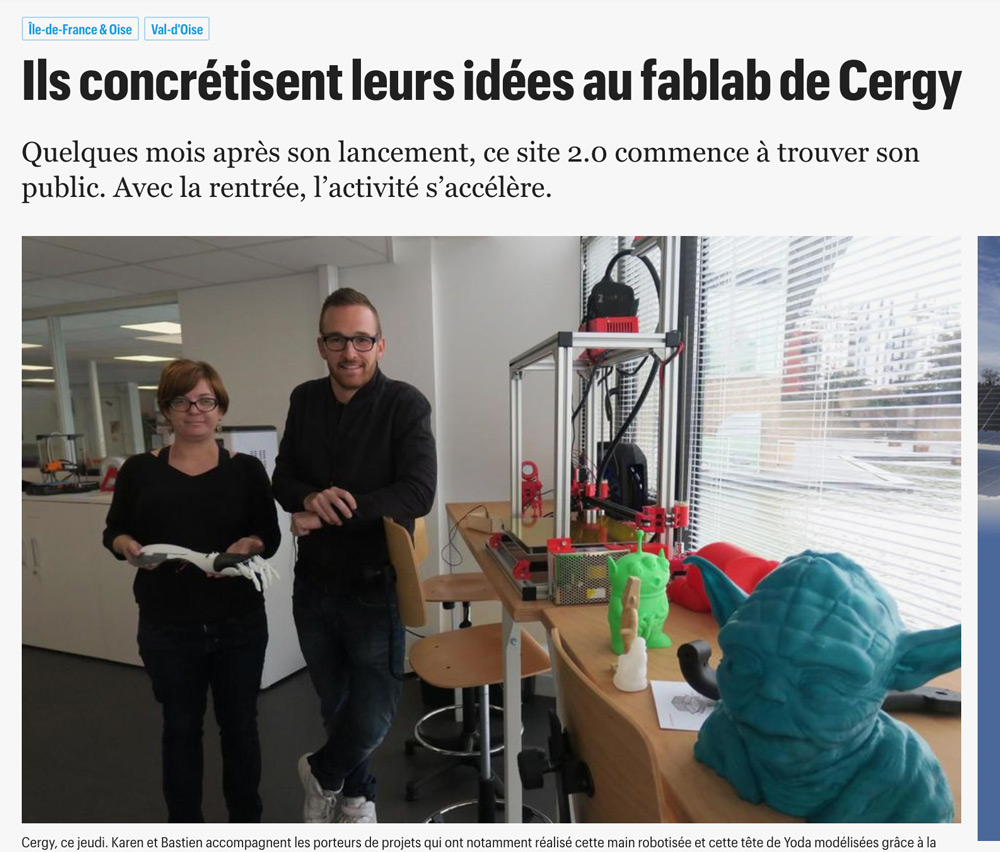 Île-de-France & Oise
Val-d'Oise
Ils concrétisent leurs idées au fablab de Cergy
Quelques mois après son lancement, ce site 2.0 commence à trouver son
public. Avec la rentrée, l’activité s’accélère.
Cergy, ce jeudi. Karen et Bastien accompagnent les porteurs de projets qui ont notamment réalisé cette main robotisée et cette tête de Yoda modélisées grâce à la